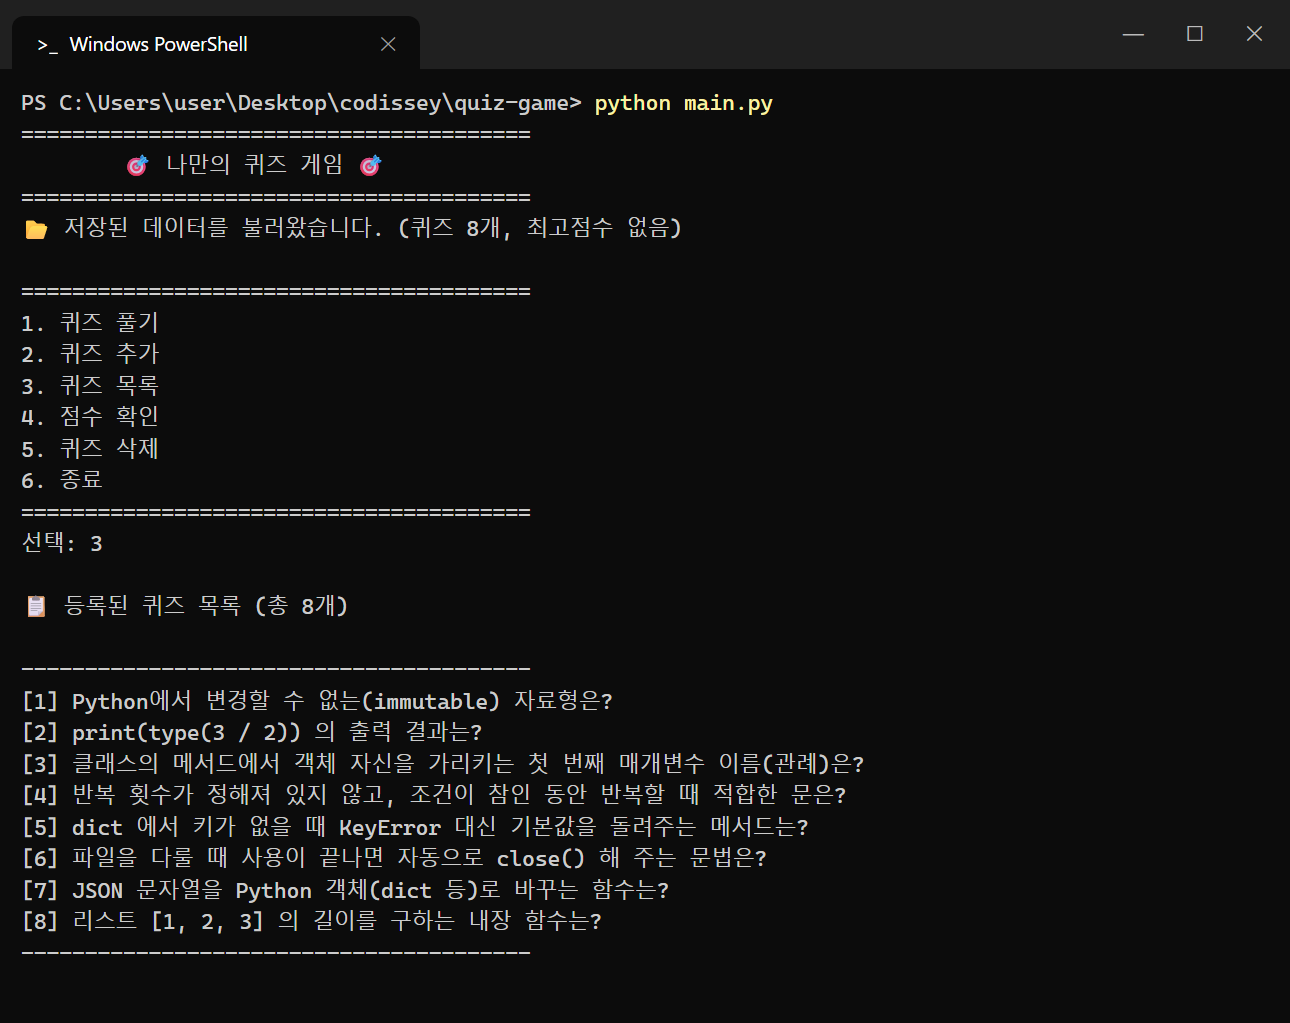 >_ Windows PowerShell
PS C:\Users\user\Desktop\codissey\quiz-game> python main.py
========================================
🎯 나만의 퀴즈 게임 🎯
========================================
📂 저장된 데이터를 불러왔습니다. (퀴즈 8개, 최고점수 없음)
========================================
1. 퀴즈 풀기
2. 퀴즈 추가
3. 퀴즈 목록
4. 점수 확인
5. 퀴즈 삭제
6. 종료
========================================
선택: 3
📋 등록된 퀴즈 목록 (총 8개)
----------------------------------------
[1] Python에서 변경할 수 없는(immutable) 자료형은?
[2] print(type(3 / 2)) 의 출력 결과는?
[3] 클래스의 메서드에서 객체 자신을 가리키는 첫 번째 매개변수 이름(관례)은?
[4] 반복 횟수가 정해져 있지 않고, 조건이 참인 동안 반복할 때 적합한 문은?
[5] dict 에서 키가 없을 때 KeyError 대신 기본값을 돌려주는 메서드는?
[6] 파일을 다룰 때 사용이 끝나면 자동으로 close() 해 주는 문법은?
[7] JSON 문자열을 Python 객체(dict 등)로 바꾸는 함수는?
[8] 리스트 [1, 2, 3] 의 길이를 구하는 내장 함수는?
----------------------------------------